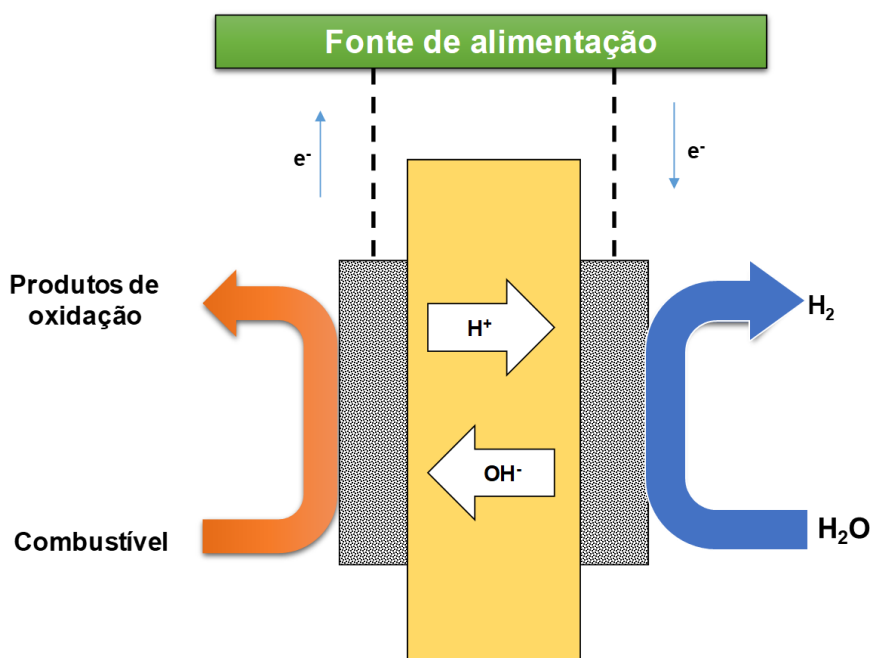 Fonte de alimentação
e⁻
e⁻
Produtos de
oxidação
H⁺
H₂
OH⁻
Combustível
H₂O